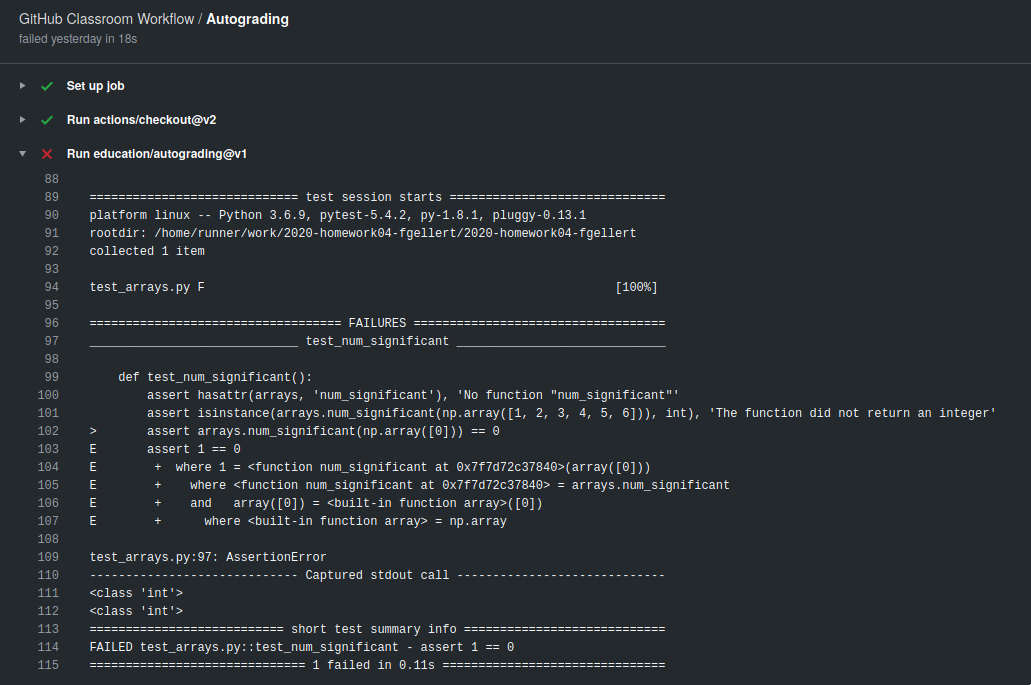 GitHub Classroom Workflow / Autograding
failed yesterday in 18s
Set up job
Run actions/checkout@v2
Run education/autograding@v1
88
89 ============================= test session starts ==============================
90 platform linux -- Python 3.6.9, pytest-5.4.2, py-1.8.1, pluggy-0.13.1
91 rootdir: /home/runner/work/2020-homework04-fgellert/2020-homework04-fgellert
92 collected 1 item
93
94 test_arrays.py F                                                         [100%]
95
96 =================================== FAILURES ===================================
97 _____________________________ test_num_significant _____________________________
98
99     def test_num_significant():
100         assert hasattr(arrays, 'num_significant'), 'No function "num_significant"'
101         assert isinstance(arrays.num_significant(np.array([1, 2, 3, 4, 5, 6])), int), 'The function did not return an integer'
102 >       assert arrays.num_significant(np.array([0])) == 0
103 E       assert 1 == 0
104 E        +  where 1 = <function num_significant at 0x7f7d72c37840>(array([0]))
105 E        +    where <function num_significant at 0x7f7d72c37840> = arrays.num_significant
106 E        +    and   array([0]) = <built-in function array>([0])
107 E        +      where <built-in function array> = np.array
108
109 test_arrays.py:97: AssertionError
110 ----------------------------- Captured stdout call -----------------------------
111 <class 'int'>
112 <class 'int'>
113 =========================== short test summary info ============================
114 FAILED test_arrays.py::test_num_significant - assert 1 == 0
115 ============================== 1 failed in 0.11s ===============================